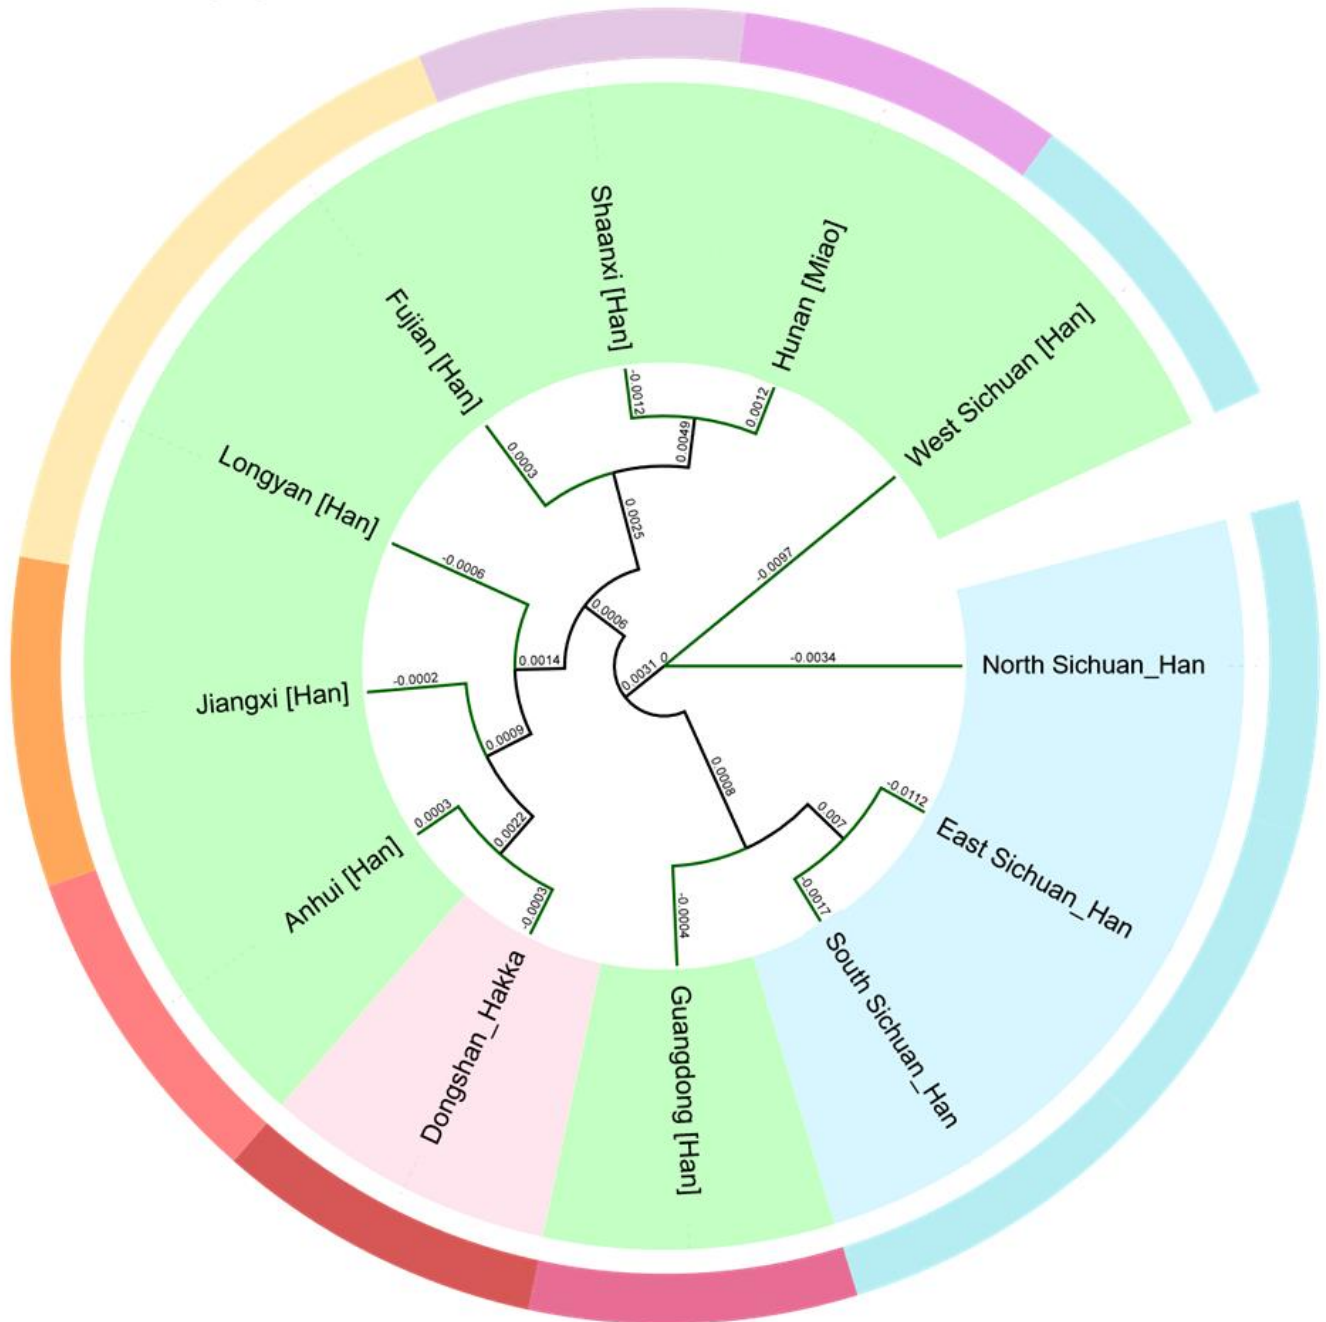 Shaanxi [Han]
Hunan [Miao]
West Sichuan [Han]
Fujian [Han]
Longyan [Han]
Jiangxi [Han]
Anhui [Han]
Dongshan_Hakka
Guangdong [Han]
South Sichuan_Han
East Sichuan_Han
North Sichuan_Han
-0.0012
0.0012
0.0049
0.0003
0.0025
-0.0006
-0.0097
0.0006
0.0014
0.0031
0
-0.0034
-0.0002
0.0009
0.0003
0.0022
-0.0003
0.0008
0.007
-0.0112
-0.0017
-0.0004